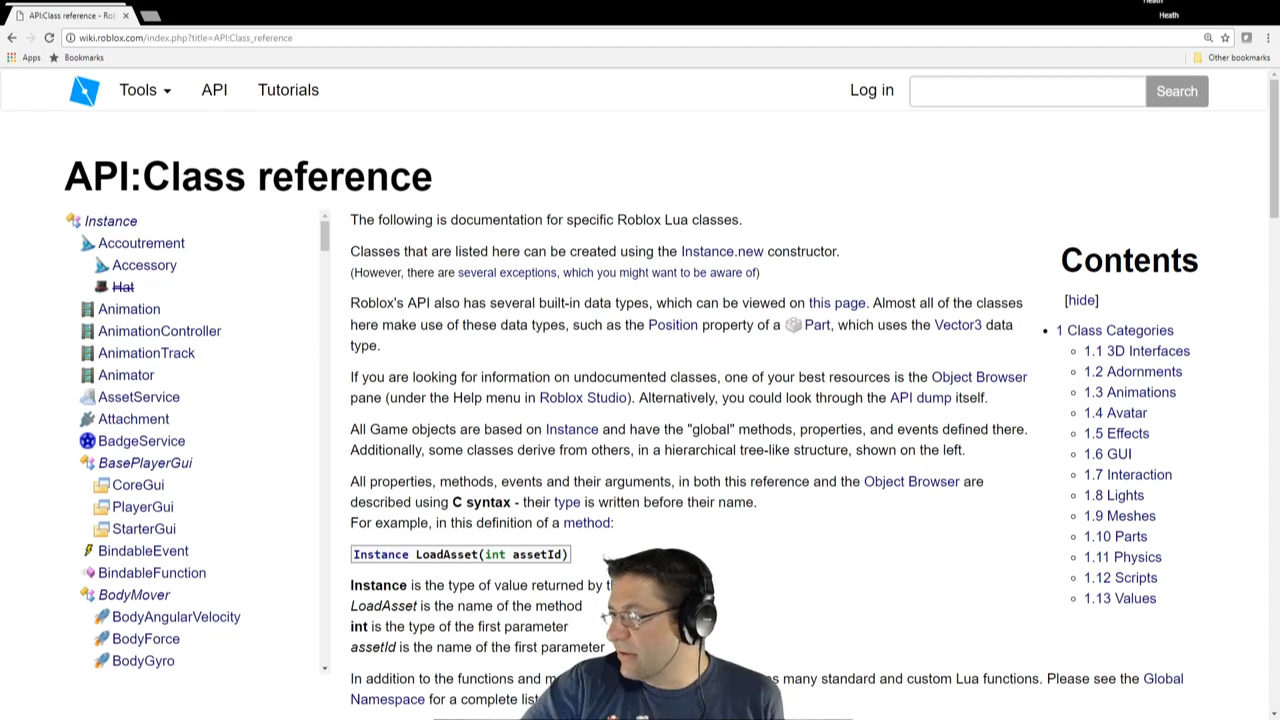 Heath
Heath
API:Class reference - Ro
wiki.roblox.com/index.php?title=API:Class_reference
Apps
Bookmarks
Other bookmarks
Tools
API
Tutorials
Log in
Search
API:Class reference
Instance
Accoutrement
Accessory
Hat
Animation
AnimationController
AnimationTrack
Animator
AssetService
Attachment
BadgeService
BasePlayerGui
CoreGui
PlayerGui
StarterGui
BindableEvent
BindableFunction
BodyMover
BodyAngularVelocity
BodyForce
BodyGyro
The following is documentation for specific Roblox Lua classes.
Classes that are listed here can be created using the Instance.new constructor.
(However, there are several exceptions, which you might want to be aware of)
Roblox's API also has several built-in data types, which can be viewed on this page. Almost all of the classes
here make use of these data types, such as the Position property of a Part, which uses the Vector3 data
type.
If you are looking for information on undocumented classes, one of your best resources is the Object Browser
pane (under the Help menu in Roblox Studio). Alternatively, you could look through the API dump itself.
All Game objects are based on Instance and have the "global" methods, properties, and events defined there.
Additionally, some classes derive from others, in a hierarchical tree-like structure, shown on the left.
All properties, methods, events and their arguments, in both this reference and the Object Browser are
described using C syntax - their type is written before their name.
For example, in this definition of a method:
Instance LoadAsset(int assetId)
Instance is the type of value returned by
LoadAsset is the name of the method
int is the type of the first parameter
assetId is the name of the first parameter
In addition to the functions and many standard and custom Lua functions. Please see the Global
Namespace for a complete list
Contents
[hide]
1 Class Categories
1.1 3D Interfaces
1.2 Adornments
1.3 Animations
1.4 Avatar
1.5 Effects
1.6 GUI
1.7 Interaction
1.8 Lights
1.9 Meshes
1.10 Parts
1.11 Physics
1.12 Scripts
1.13 Values